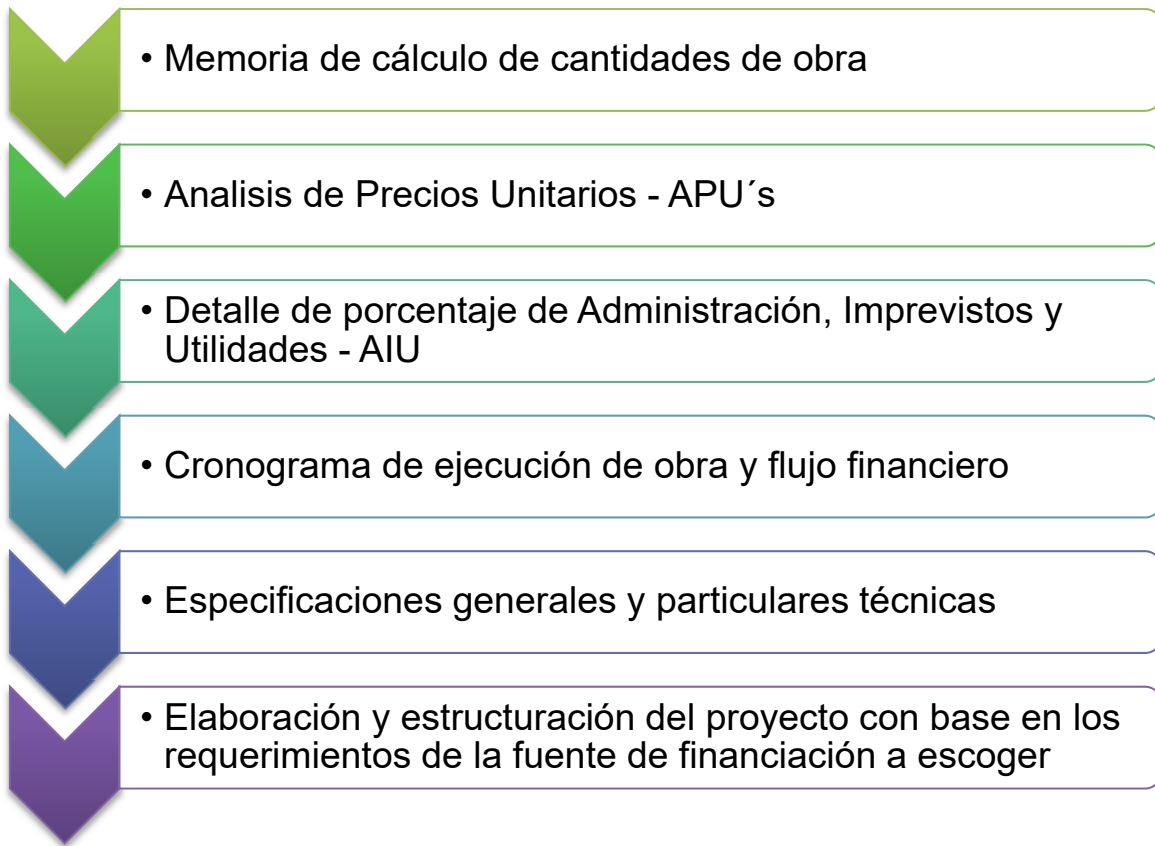 • Memoria de cálculo de cantidades de obra
• Analisis de Precios Unitarios - APU´s
• Detalle de porcentaje de Administración, Imprevistos y
Utilidades - AIU
• Cronograma de ejecución de obra y flujo financiero
• Especificaciones generales y particulares técnicas
• Elaboración y estructuración del proyecto con base en los
requerimientos de la fuente de financiación a escoger